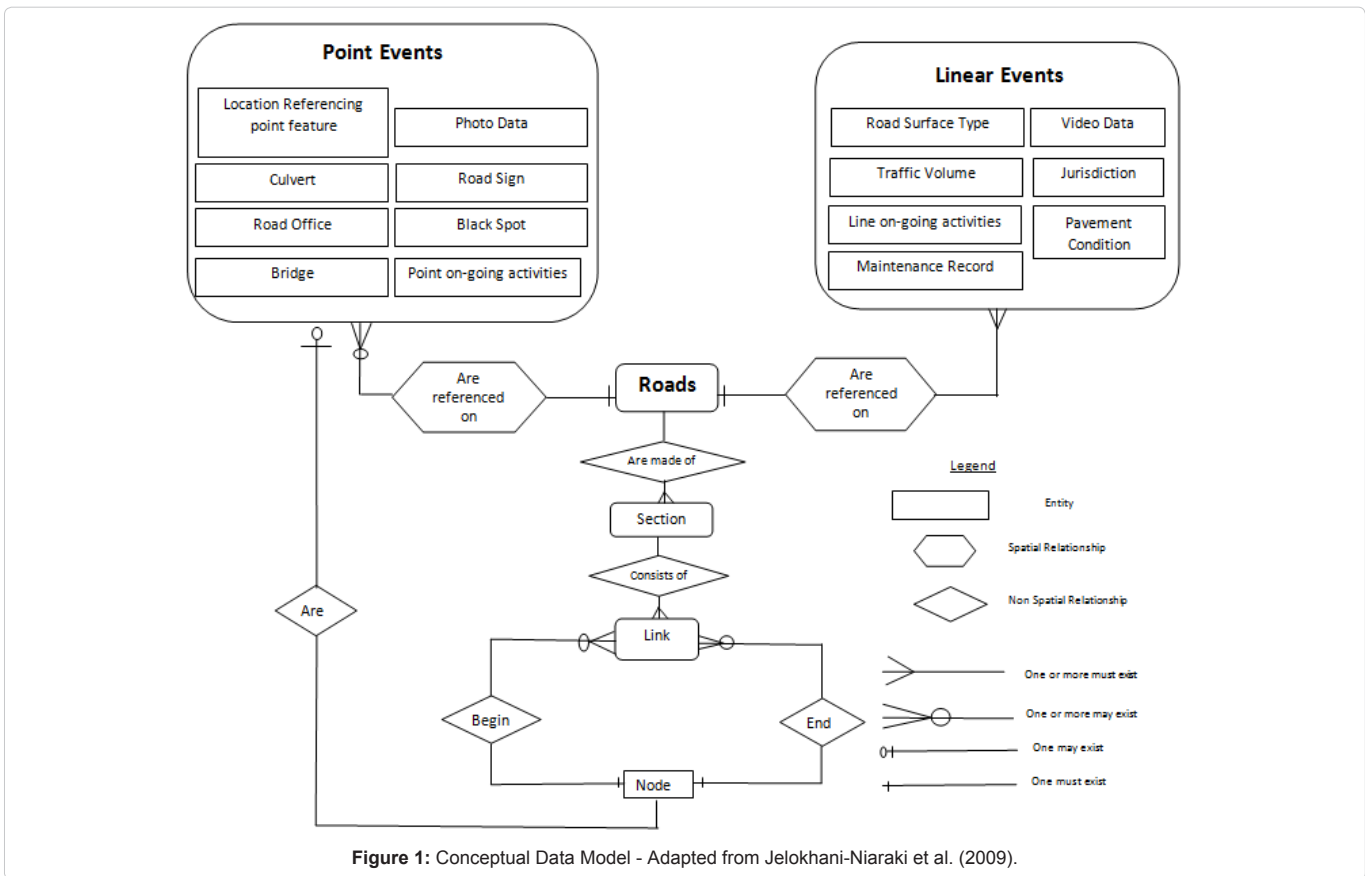 Point Events
Location Referencing
point feature
Photo Data
Culvert
Road Sign
Road Office
Black Spot
Bridge
Point on-going activities
Linear Events
Road Surface Type
Video Data
Traffic Volume
Jurisdiction
Line on-going activities
Pavement
Condition
Maintenance Record
Are
referenced
on
Roads
Are
referenced
on
Are made of
Section
Consists of
Link
Begin
End
Node
Are
Legend
Entity
Spatial Relationship
Non Spatial Relationship
One or more must exist
One or more may exist
One may exist
One must exist
Figure 1: Conceptual Data Model - Adapted from Jelokhani-Niaraki et al. (2009).